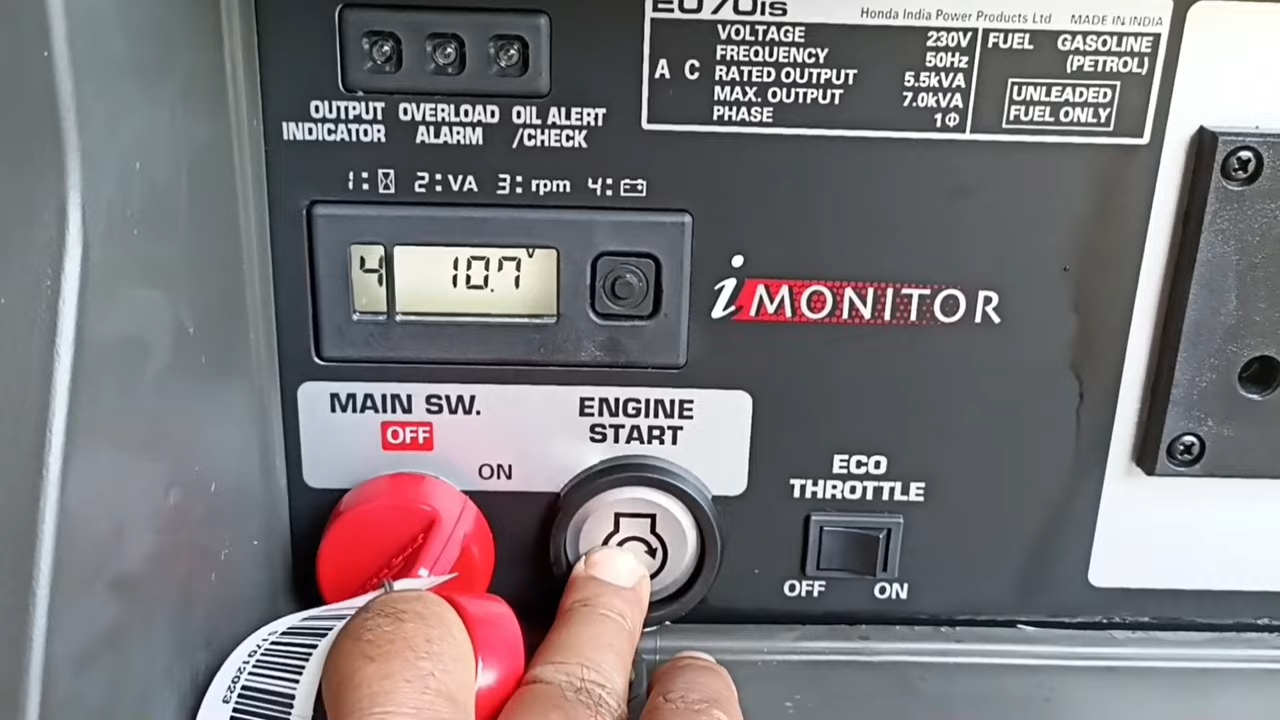 EU70is
Honda India Power Products Ltd MADE IN INDIA
A C
VOLTAGE 230V
FREQUENCY 50Hz
RATED OUTPUT 5.5kVA
MAX. OUTPUT 7.0kVA
PHASE 1Φ
FUEL GASOLINE
(PETROL)
UNLEADED
FUEL ONLY
OUTPUT
INDICATOR
OVERLOAD
ALARM
OIL ALERT
/CHECK
1: 2:VA 3:rpm 4:
4 10.7 V
i MONITOR
MAIN SW.
OFF
ON
ENGINE
START
ECO
THROTTLE
OFF ON